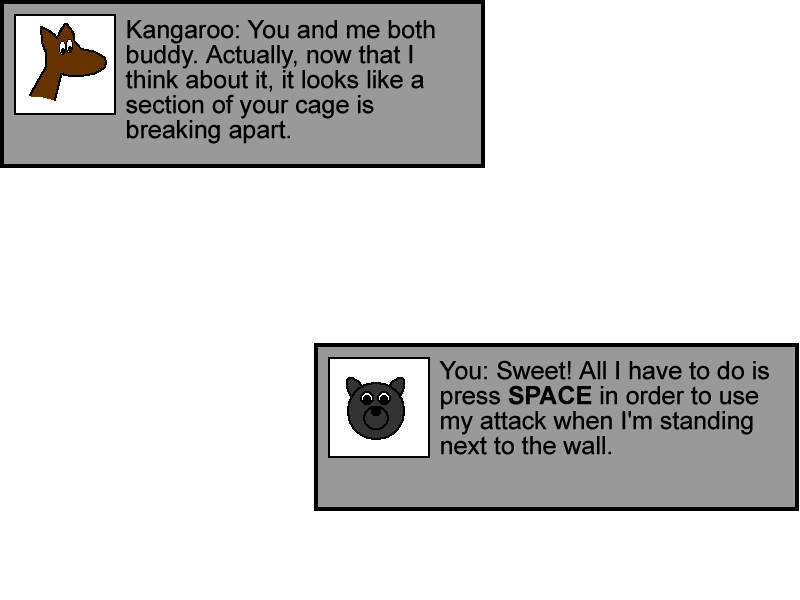 Kangaroo: You and me both
buddy. Actually, now that I
think about it, it looks like a
section of your cage is
breaking apart.
You: Sweet! All I have to do is
press SPACE in order to use
my attack when I'm standing
next to the wall.